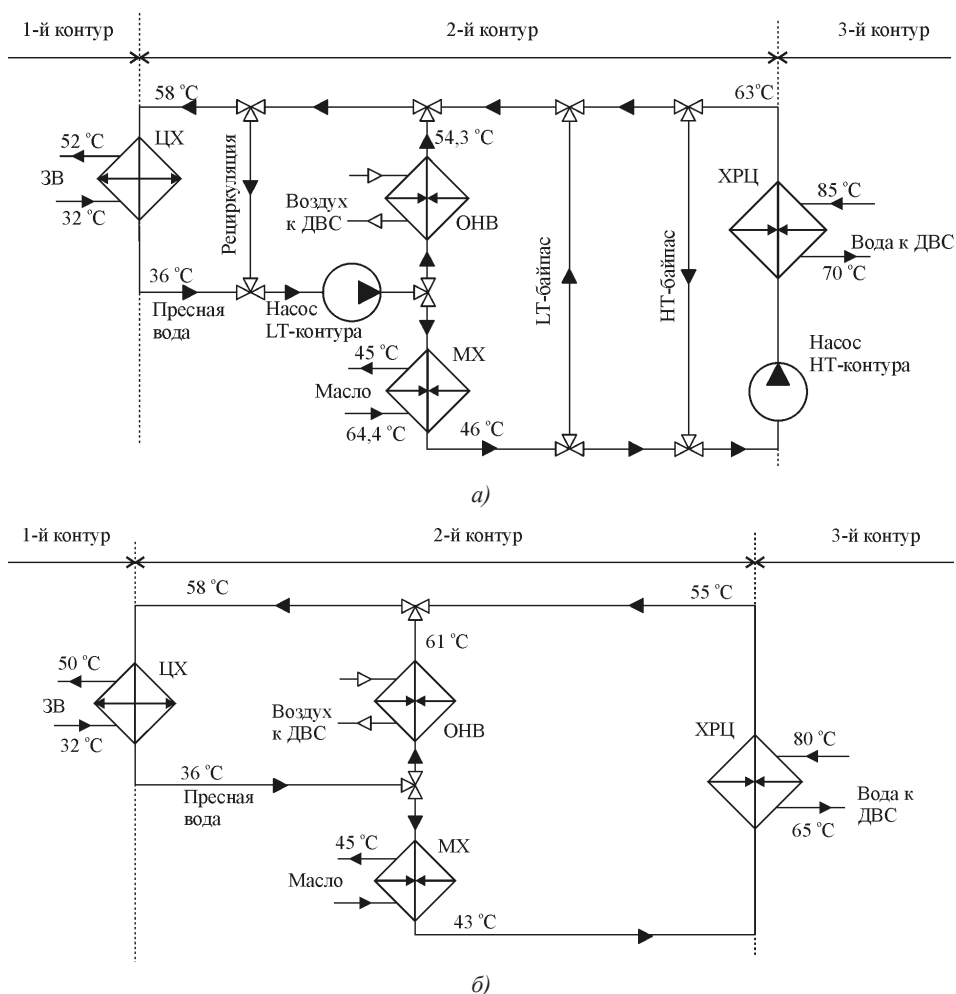 1-й контур
2-й контур
3-й контур
58 °C
63°C
52 °C
ЦХ
54,3 °C
ЗВ
32 °C
Рециркуляция
Воздух
к ДВС
ОНВ
ХРЦ
85 °C
Вода к ДВС
70 °C
36 °C
Пресная
вода
Насос
LT-контура
LT-байпас
HT-байпас
45 °C
МХ
Масло
64,4 °C
46 °C
Насос
HT-контура
а)
1-й контур
2-й контур
3-й контур
58 °C
55 °C
61 °C
50 °C
ЦХ
ЗВ
32 °C
Воздух
к ДВС
ОНВ
ХРЦ
80 °C
36 °C
Пресная
вода
Вода к
ДВС
65 °C
45 °C
МХ
Масло
43 °C
б)